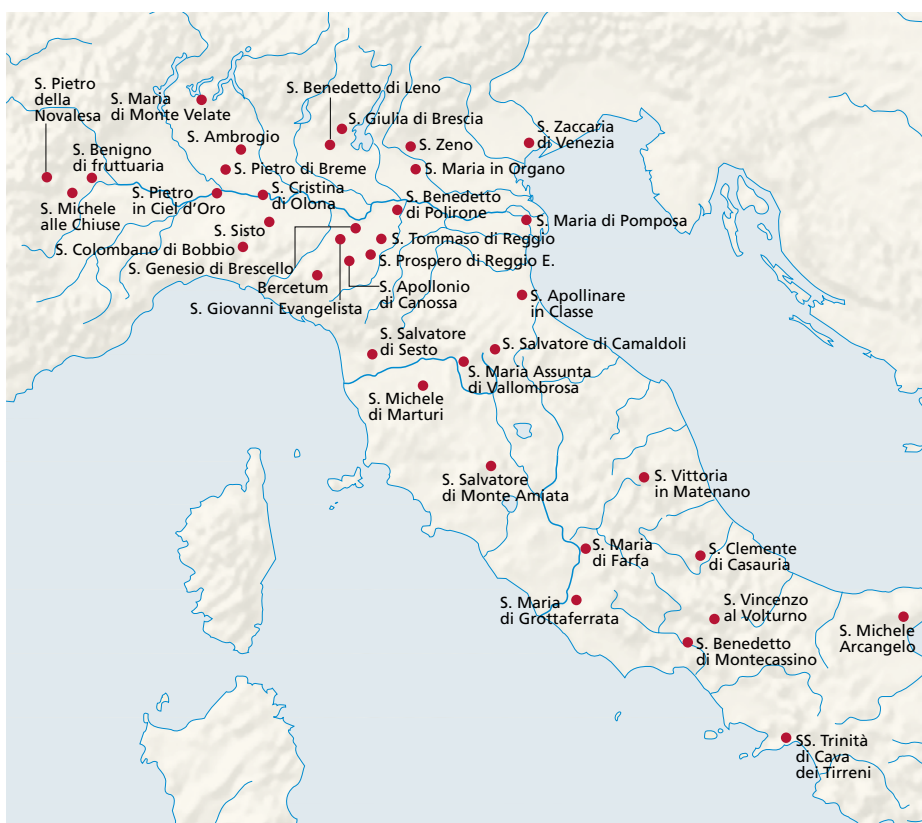 S. Pietro
della
Novalesa
S. Maria
di Monte Velate
S. Benedetto di Leno
S. Giulia di Brescia
S. Ambrogio
S. Zeno
S. Zaccaria
di Venezia
S. Benigno
di fruttuaria
S. Pietro di Breme
S. Maria in Organo
S. Pietro
in Ciel d’Oro
S. Cristina
di Olona
S. Benedetto
di Polirone
S. Michele
alle Chiuse
S. Sisto
S. Maria di Pomposa
S. Colombano di Bobbio
S. Tommaso di Reggio
S. Genesio di Brescello
S. Prospero di Reggio E.
Bercetum
S. Apollonio
di Canossa
S. Giovanni Evangelista
S. Apollinare
in Classe
S. Salvatore
di Sesto
S. Salvatore di Camaldoli
S. Maria Assunta
di Vallombrosa
S. Michele
di Marturi
S. Salvatore
di Monte Amiata
S. Vittoria
in Matenano
S. Maria
di Farfa
S. Clemente
di Casauria
S. Maria
di Grottaferrata
S. Vincenzo
al Volturno
S. Michele
Arcangelo
S. Benedetto
di Montecassino
SS. Trinità
di Cava
dei Tirreni